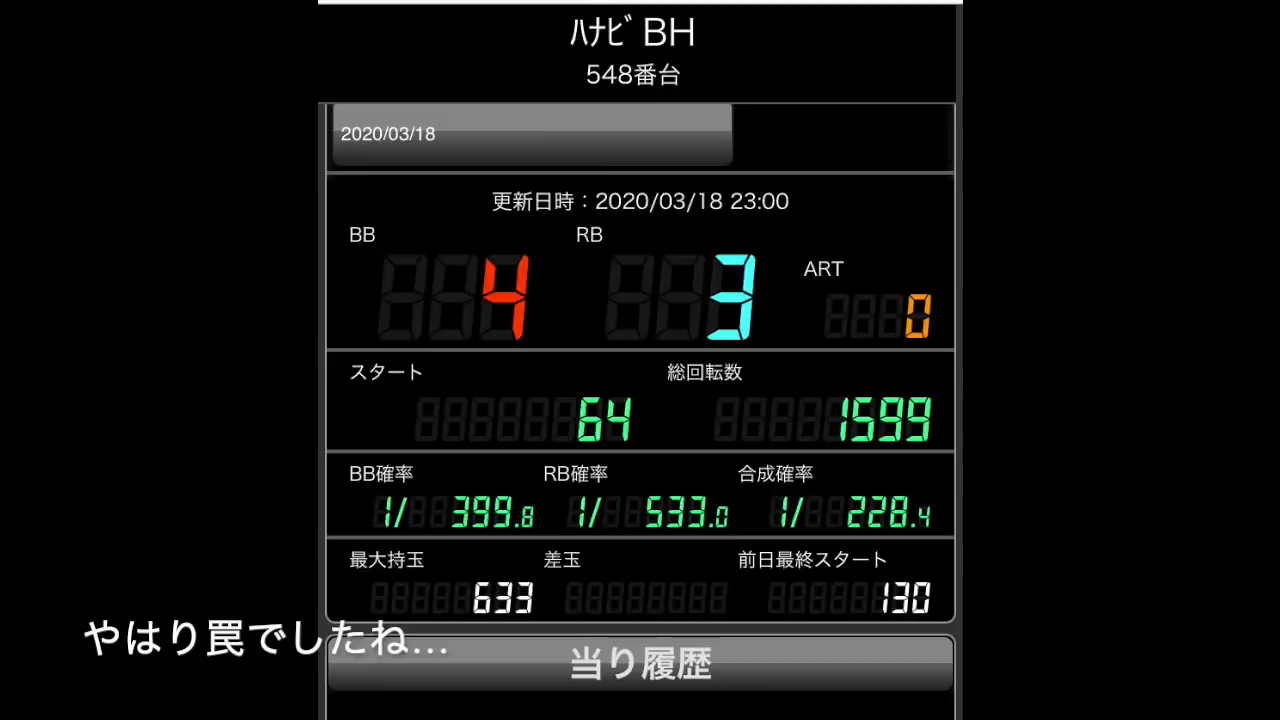 ﾊﾅﾋﾞ BH
548番台
2020/03/18
更新日時：2020/03/18 23:00
BB RB
ART
4 3 0
スタート 総回転数
64 1599
BB確率 RB確率 合成確率
1/ 399.8 1/ 533.0 1/ 228.4
最大持玉 差玉 前日最終スタート
633 130
やはり罠でしたね...
当り履歴